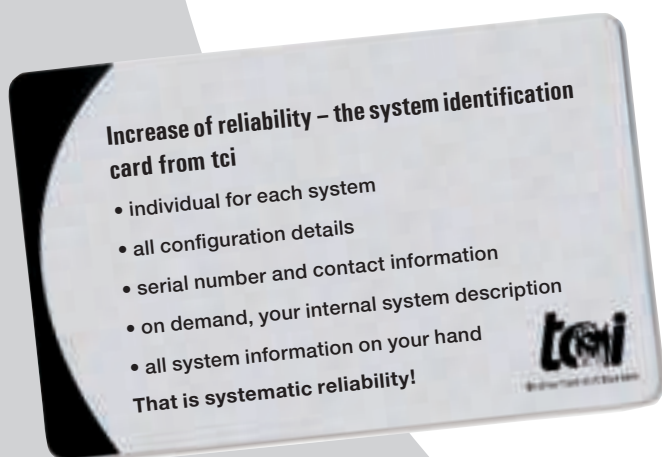 Increase of reliability – the system identification
card from tci
• individual for each system
• all configuration details
• serial number and contact information
• on demand, your internal system description
• all system information on your hand
That is systematic reliability!
tci